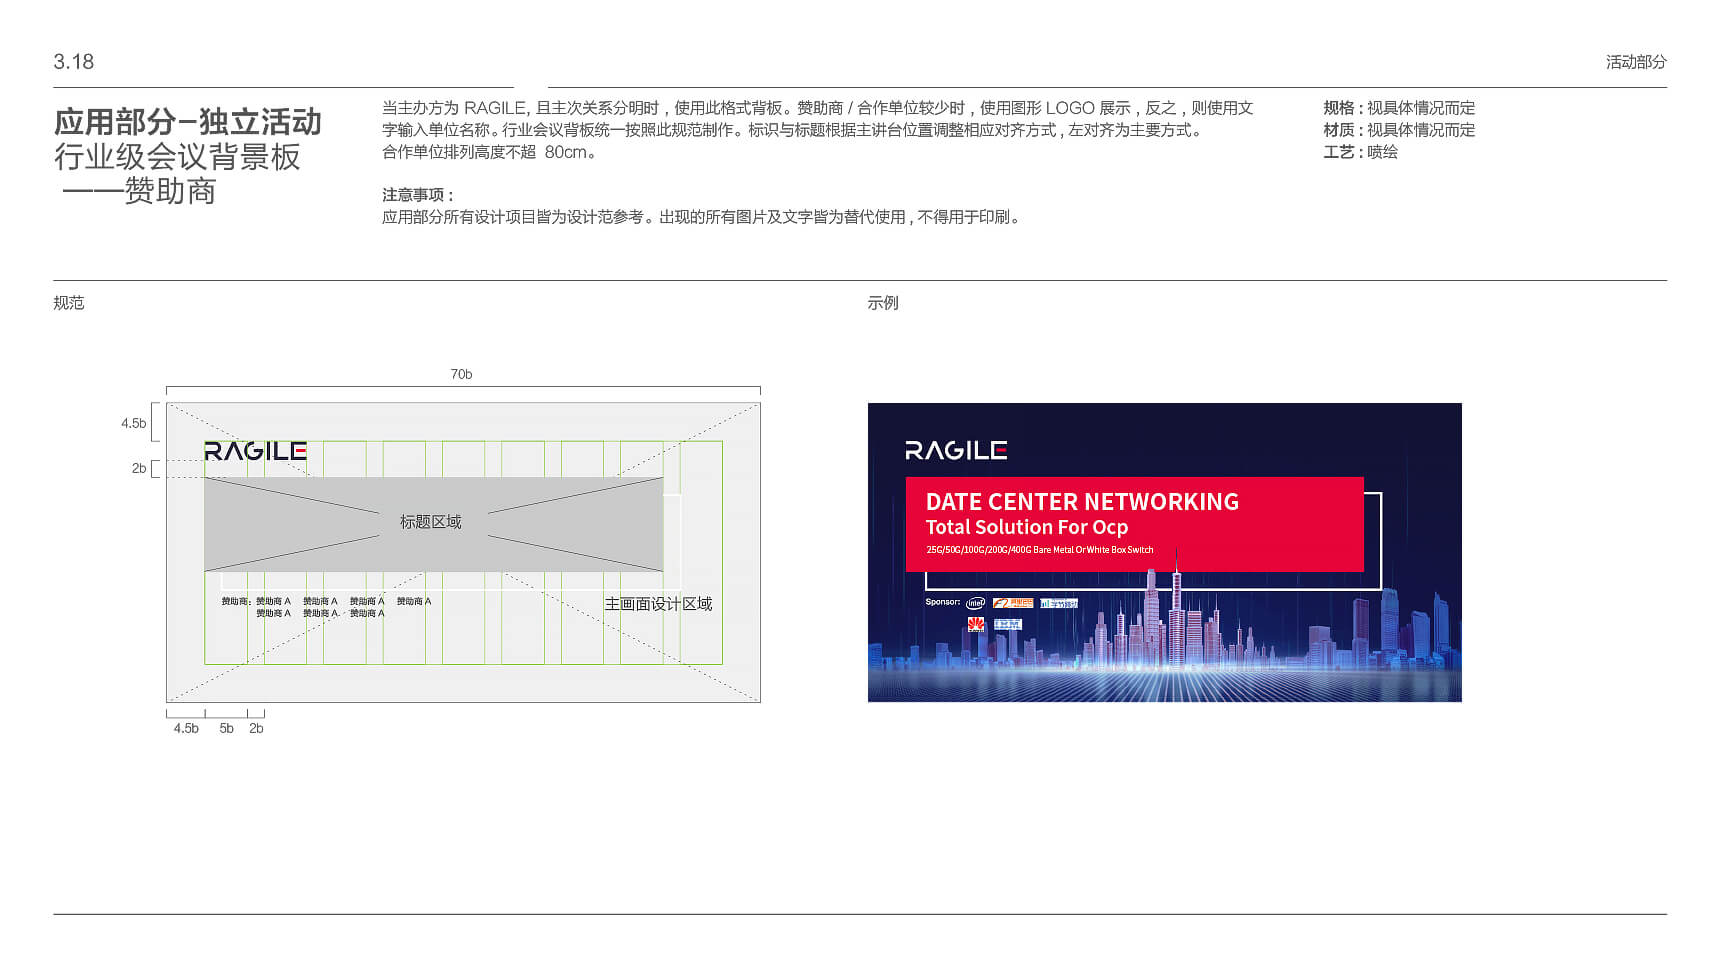 3.18
活动部分
应用部分–独立活动
行业级会议背景板
——赞助商
当主办方为 RAGILE, 且主次关系分明时，使用此格式背板。赞助商 / 合作单位较少时，使用图形 LOGO 展示，反之，则使用文
字输入单位名称。行业会议背板统一按照此规范制作。标识与标题根据主讲台位置调整相应对齐方式，左对齐为主要方式。
合作单位排列高度不超 80cm。
注意事项：
应用部分所有设计项目皆为设计范参考。出现的所有图片及文字皆为替代使用，不得用于印刷。
规格：视具体情况而定
材质：视具体情况而定
工艺：喷绘
规范
示例
70b
4.5b
2b
RAGILE
标题区域
赞助商：赞助商 A 赞助商 A 赞助商 A 赞助商 A
赞助商 A 赞助商 A 赞助商 A
主画面设计区域
4.5b 5b 2b
RAGILE
DATE CENTER NETWORKING
Total Solution For Ocp
25G/50G/100G/200G/400G Bare Metal Or White Box Switch
Sponsor: intel 阿里巴巴 字节跳动
IBM